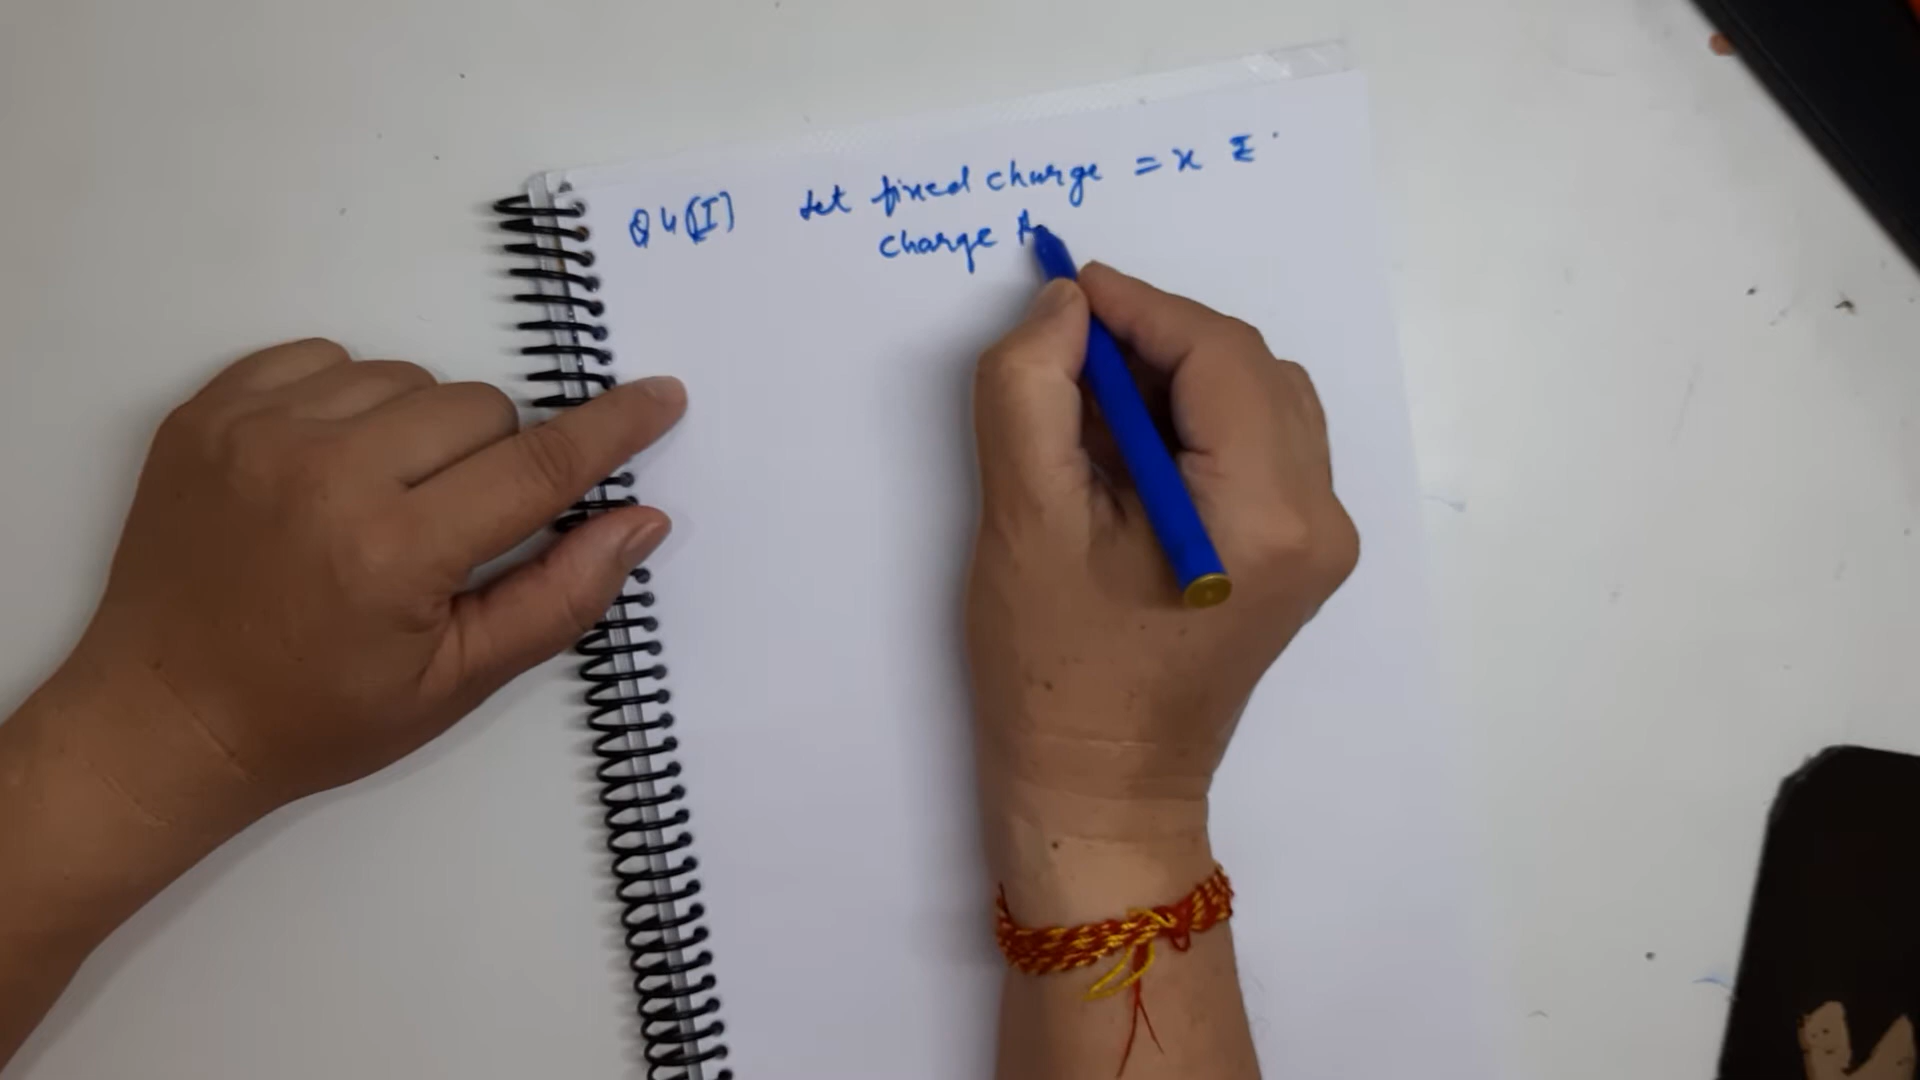 Q4(I) Let fixed charge = x ₹
charge